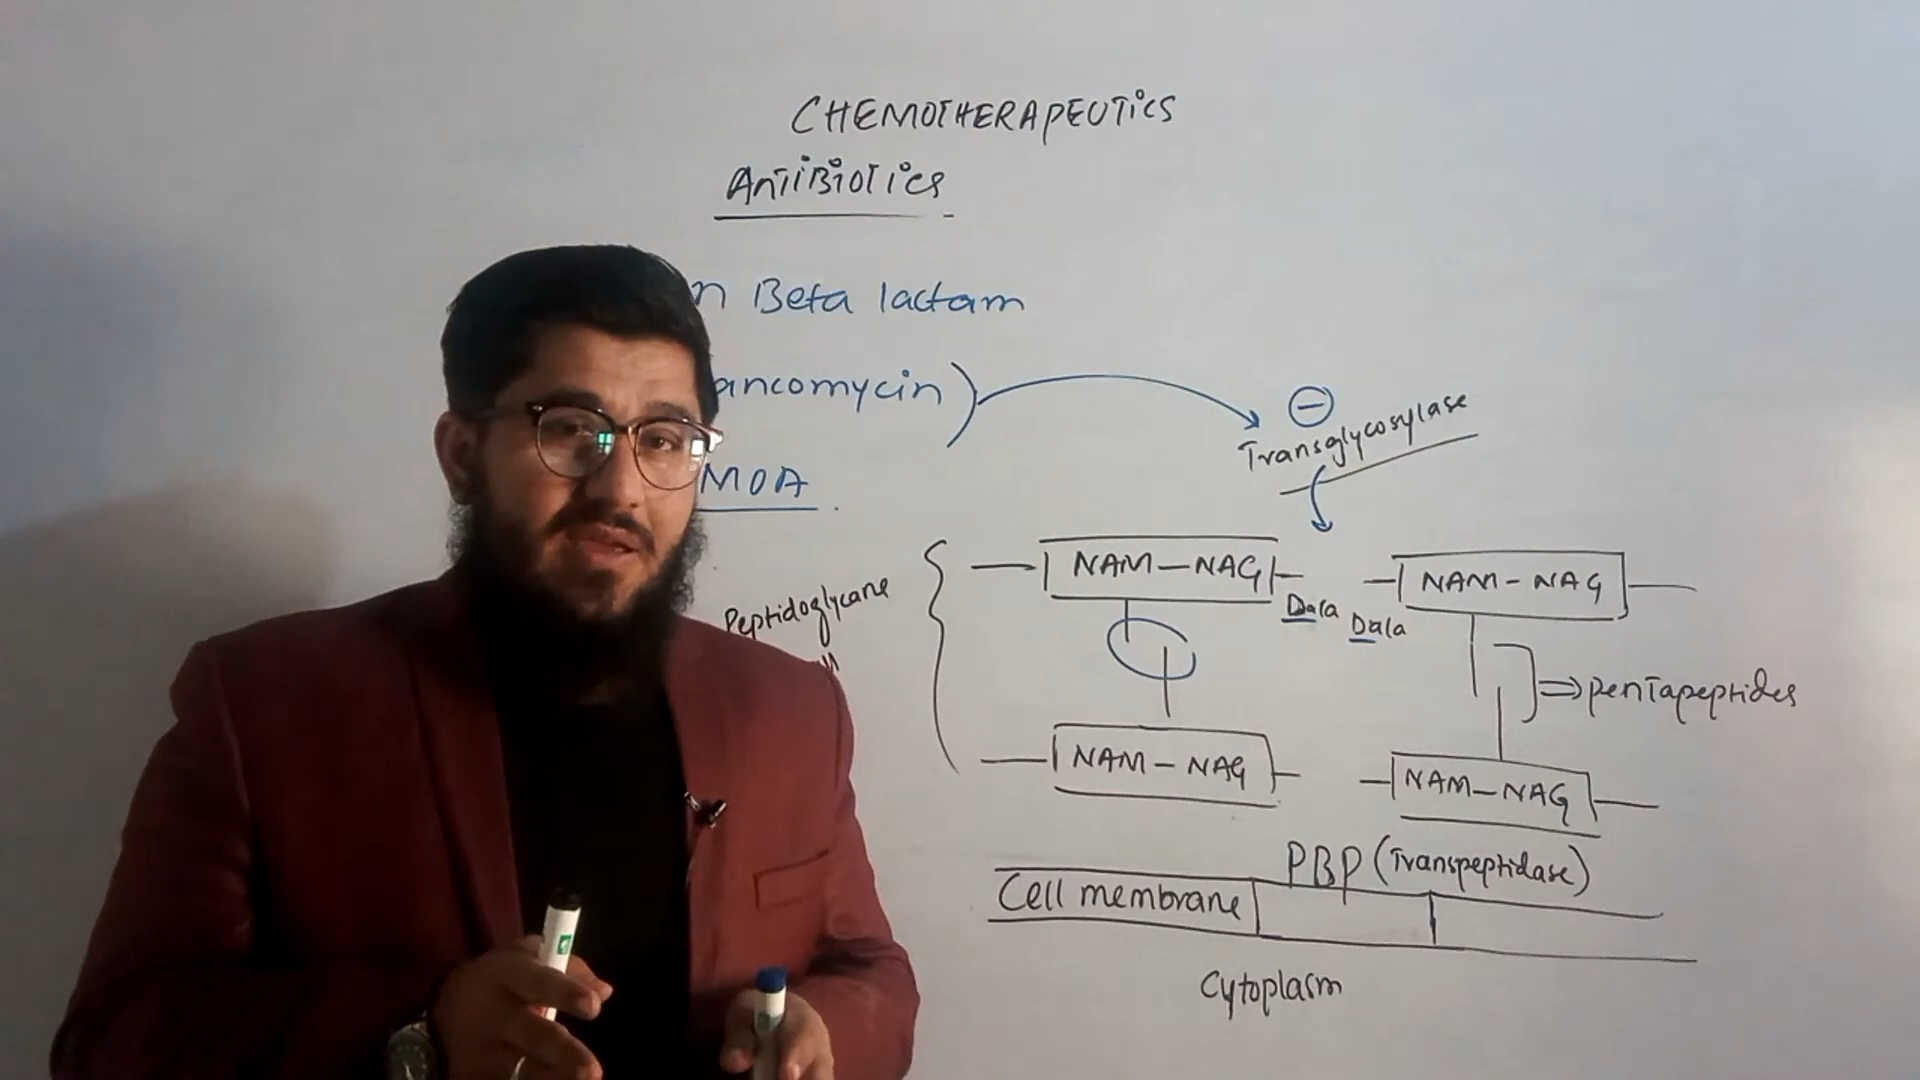 CHEMOTHERAPEUTICS
ANTIBIOTICS
n Beta lactam
ancomycin)
Transglycosylase
MOA
NAM-NAG
NAM-NAG
Peptidoglycane
Dala
Dala
pentapeptides
NAM-NAG
NAM-NAG
PBP (Transpeptidase)
Cell membrane
Cytoplasm